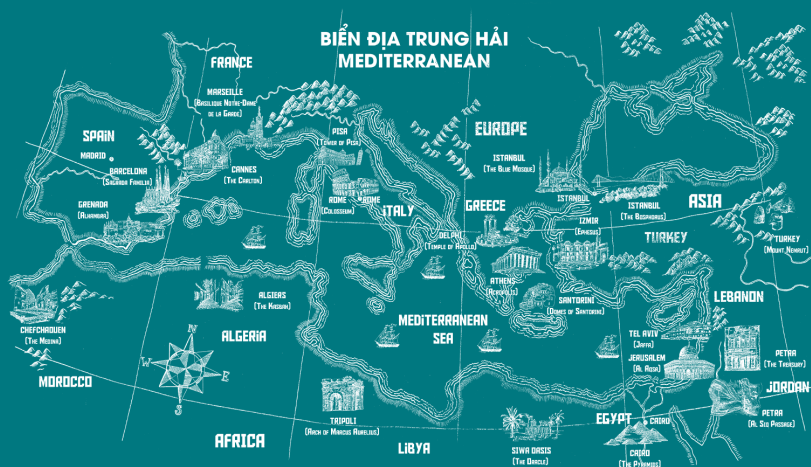 BIỂN ĐỊA TRUNG HẢI
MEDITERRANEAN
FRANCE
MARSEILLE
(Basilique Notre-Dame
de la Garde)
SPAIN
MADRID
BARCELONA
(Sagrada Familia)
GRENADA
(Alhambra)
CANNES
(The Carlton)
PISA
(Tower of Pisa)
ROME
(Colosseum)
ROME
ITALY
EUROPE
ISTANBUL
(The Blue Mosque)
ISTANBUL
ISTANBUL
(The Bosphorus)
ASIA
GREECE
IZMIR
(Ephesus)
DELPHI
(Temple of Apollo)
TURKEY
TURKEY
(Mount Nemrut)
ATHENS
(Acropolis)
SANTORINI
(Domes of Santorini)
LEBANON
ALGIERS
(The Kasbah)
CHEFCHAOUEN
(The Medina)
ALGERIA
MEDITERRANEAN
SEA
TEL AVIV
(Jaffa)
JERUSALEM
(Al Aqsa)
PETRA
(The Treasury)
N
W
E
S
MOROCCO
JORDAN
TRIPOLI
(Arch of Marcus Aurelius)
EGYPT
CAIRO
PETRA
(Al Siq Passage)
AFRICA
LIBYA
SIWA OASIS
(The Oracle)
CAIRO
(The Pyramids)